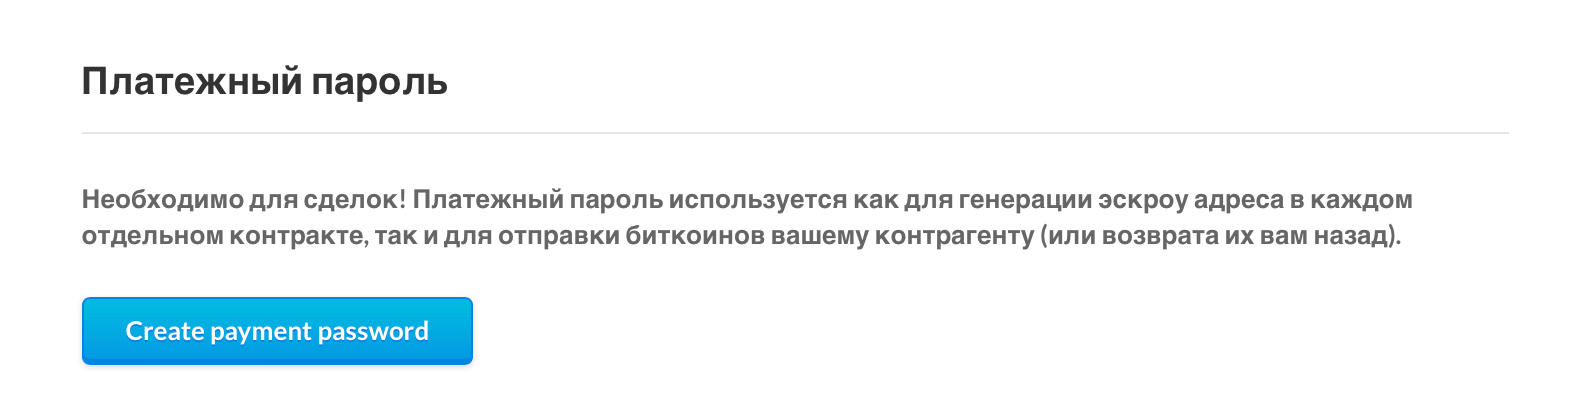 Платежный пароль
Необходимо для сделок! Платежный пароль используется как для генерации эскроу адреса в каждом
отдельном контракте, так и для отправки биткоинов вашему контрагенту (или возврата их вам назад).
Create payment password